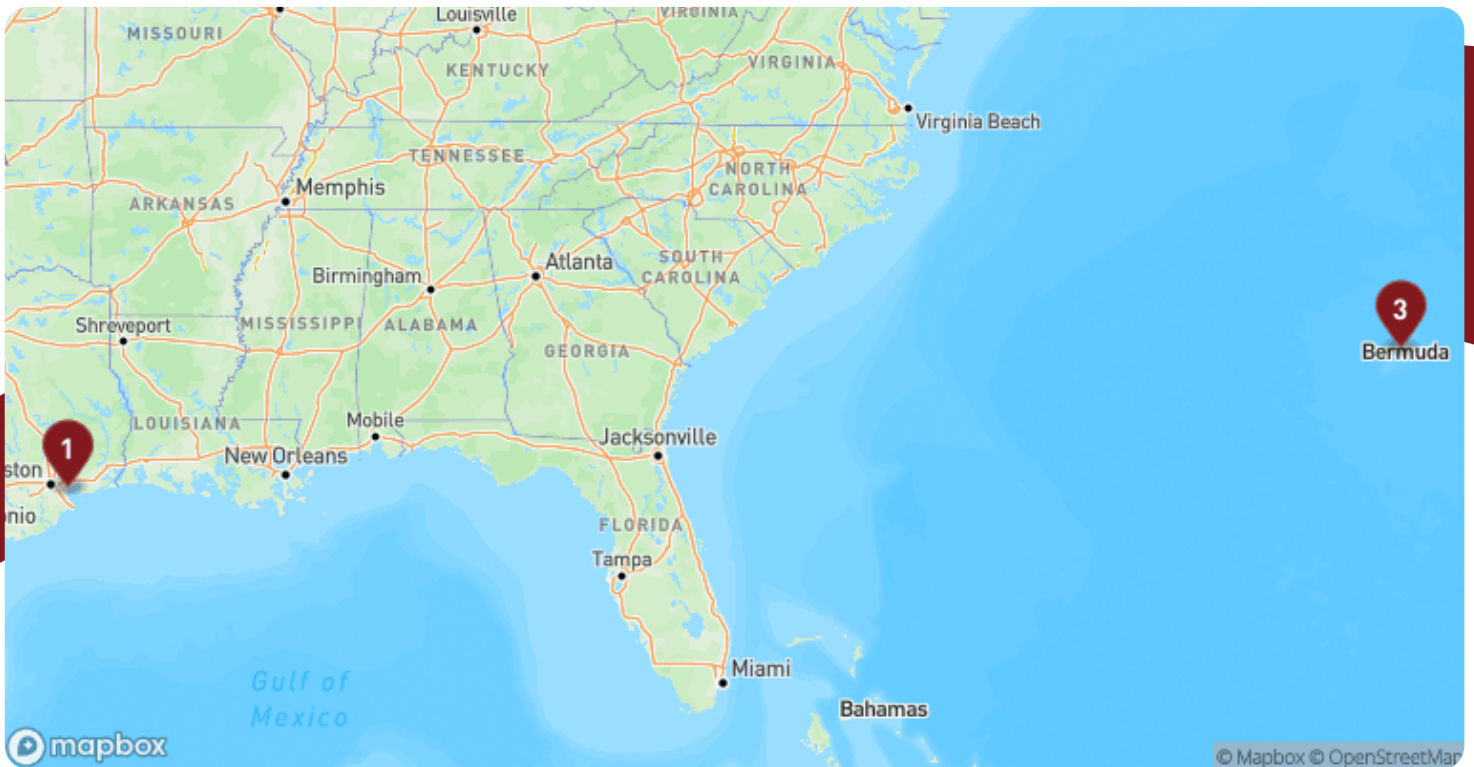 Louisville
VIRGINIA
MISSOURI
KENTUCKY
VIRGINIA
Virginia Beach
TENNESSEE
NORTH
CAROLINA
Memphis
ARKANSAS
Atlanta
SOUTH
CAROLINA
Birmingham
3
Shreveport
MISSISSIPPI
ALABAMA
GEORGIA
Bermuda
LOUISIANA
Mobile
Jacksonville
1
New Orleans
ston
onio
FLORIDA
Tampa
Miami
Gulf of
Mexico
Bahamas
mapbox
© Mapbox © OpenStreetMap